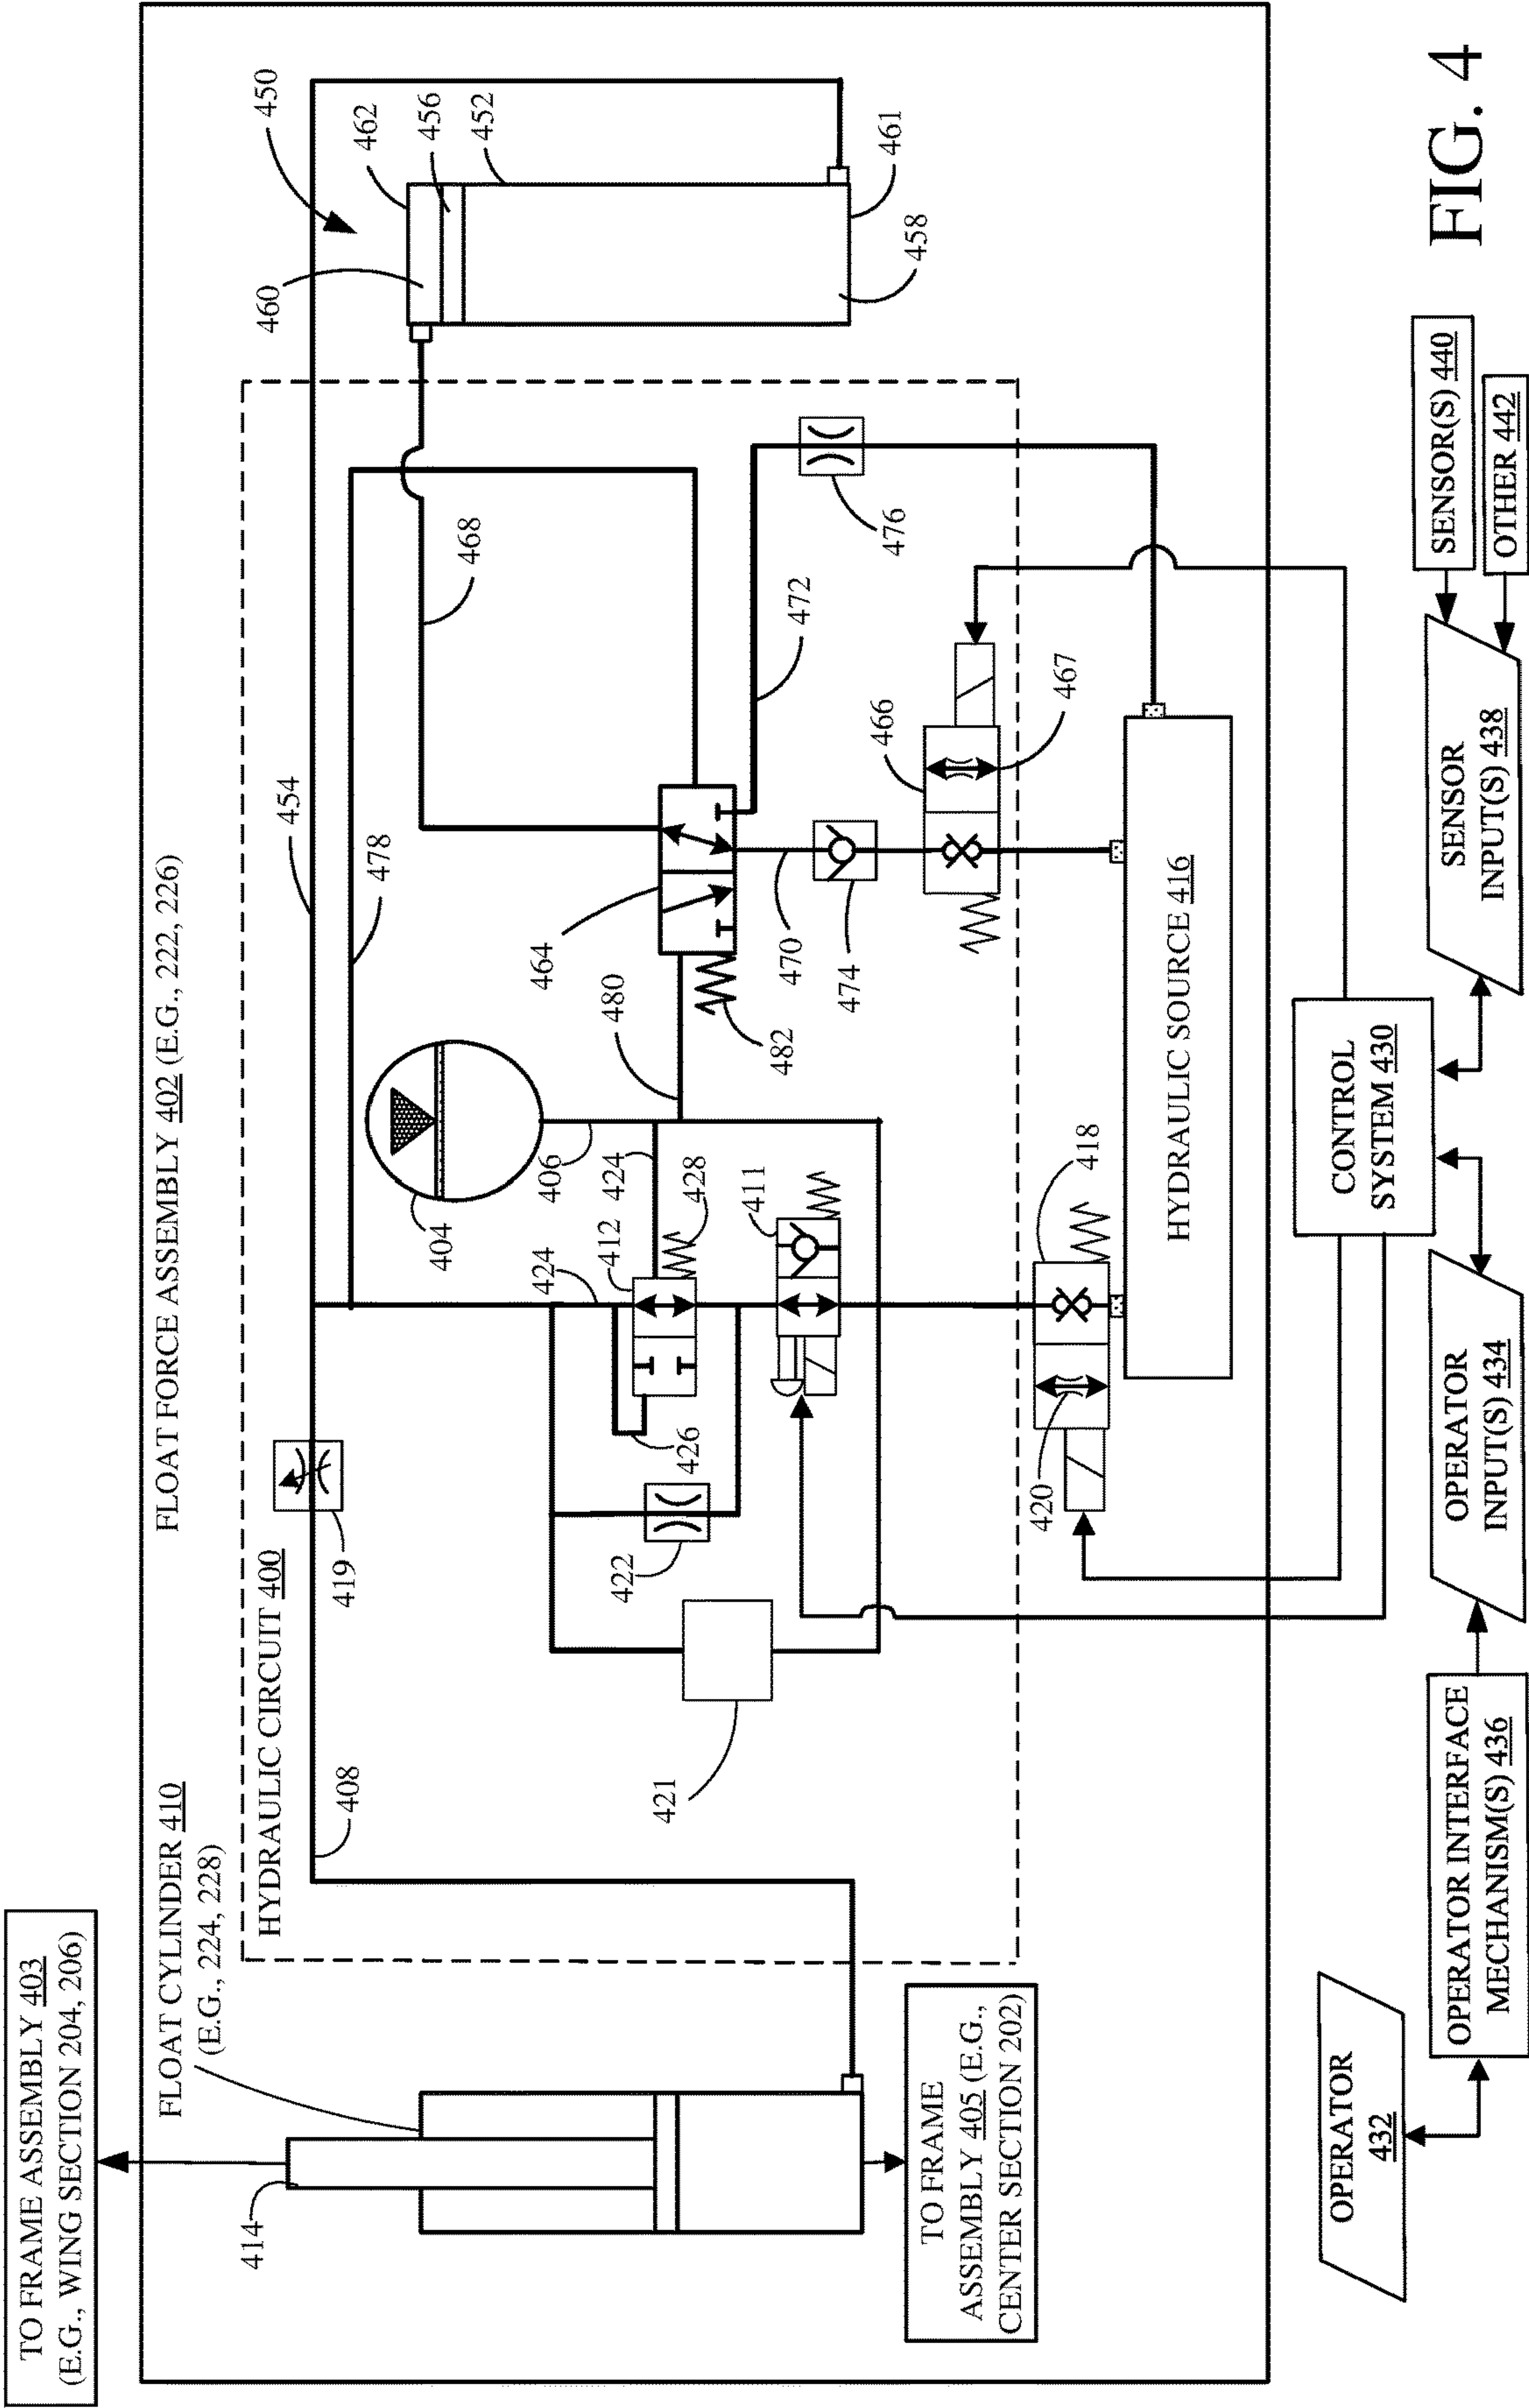 TO FRAME ASSEMBLY 403
(E.G., WING SECTION 204, 206)
FLOAT FORCE ASSEMBLY 402 (E.G., 222, 226)
FLOAT CYLINDER 410
(E.G., 224, 228)
414
TO FRAME
ASSEMBLY 405 (E.G.,
CENTER SECTION 202)
HYDRAULIC CIRCUIT 400
408
419
421
422
426
424
412
424
428
411
406
404
480
478
454
464
482
470
474
468
472
476
466
467
418
420
HYDRAULIC SOURCE 416
450
462
456
452
460
461
458
OPERATOR
432
OPERATOR INTERFACE
MECHANISM(S) 436
OPERATOR
INPUT(S) 434
CONTROL
SYSTEM 430
SENSOR
INPUT(S) 438
SENSOR(S) 440
OTHER 442
FIG. 4